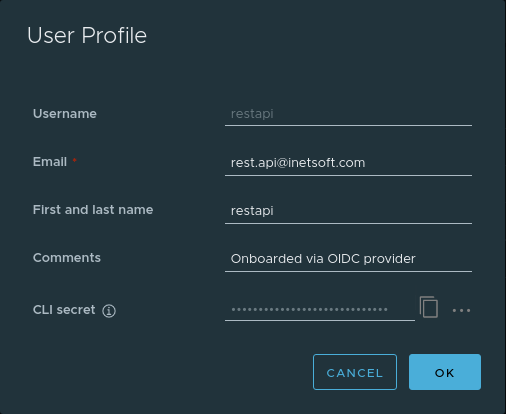 User Profile
Username restapi
Email * rest.api@inetsoft.com
First and last name restapi
Comments Onboarded via OIDC provider
CLI secret ••••••••••••••••••••••••••••
CANCEL OK